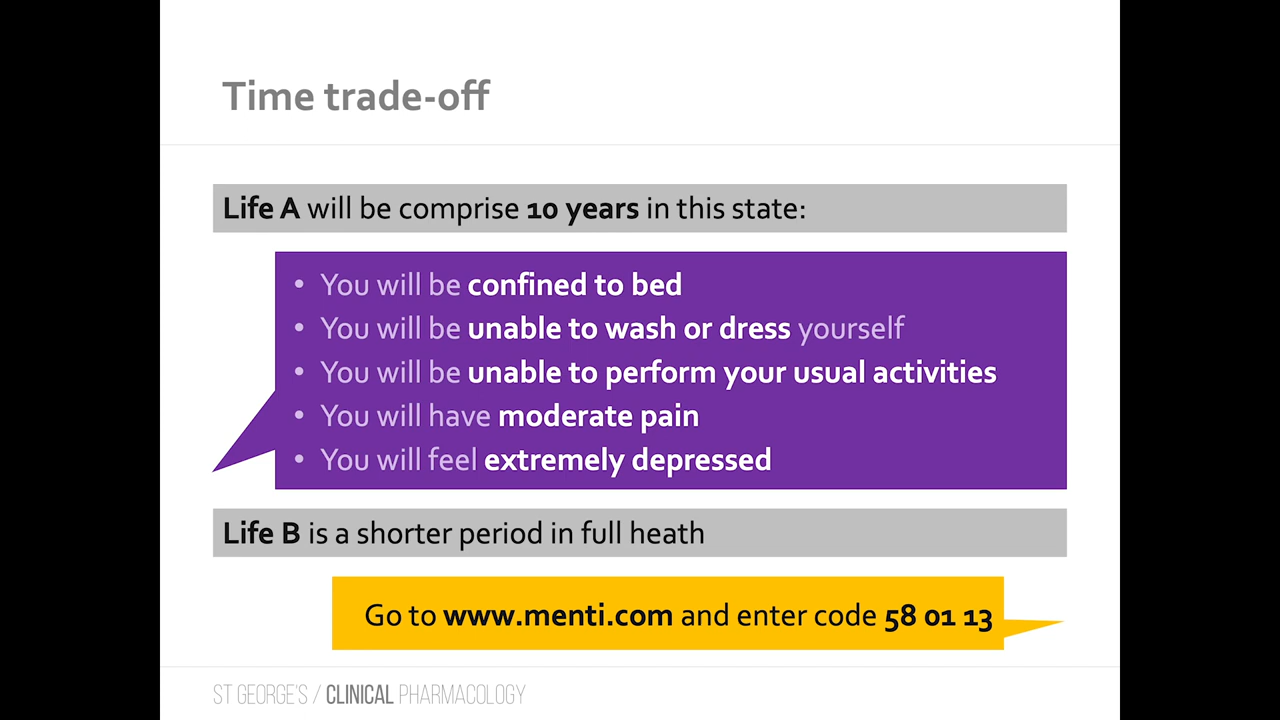 Time trade-off
Life A will be comprise 10 years in this state:
• You will be confined to bed
• You will be unable to wash or dress yourself
• You will be unable to perform your usual activities
• You will have moderate pain
• You will feel extremely depressed
Life B is a shorter period in full heath
Go to www.menti.com and enter code 58 01 13
ST GEORGE'S / CLINICAL PHARMACOLOGY